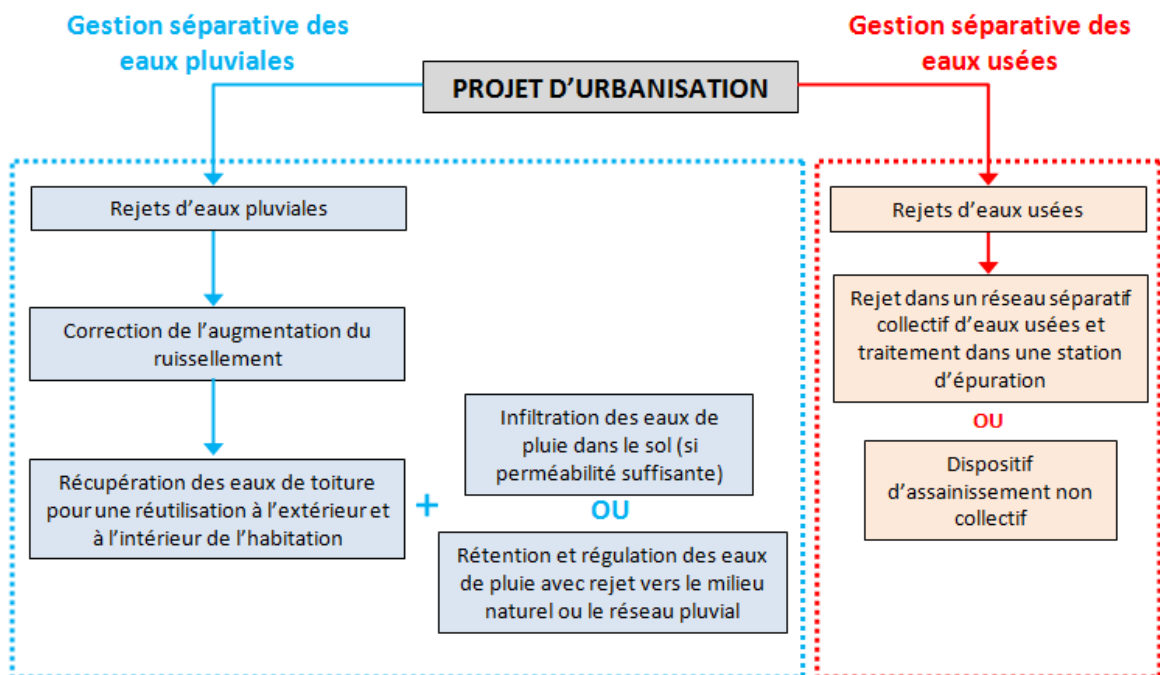 Gestion séparative des
eaux pluviales
Gestion séparative des
eaux usées
PROJET D'URBANISATION
Rejets d'eaux pluviales
Correction de l'augmentation du
ruissellement
Récupération des eaux de toiture
pour une réutilisation à l'extérieur et
à l'intérieur de l'habitation
+
Infiltration des eaux de
pluie dans le sol (si
perméabilité suffisante)
OU
Rétention et régulation des eaux
de pluie avec rejet vers le milieu
naturel ou le réseau pluvial
Rejets d'eaux usées
Rejet dans un réseau séparatif
collectif d'eaux usées et
traitement dans une station
d'épuration
OU
Dispositif
d'assainissement non
collectif